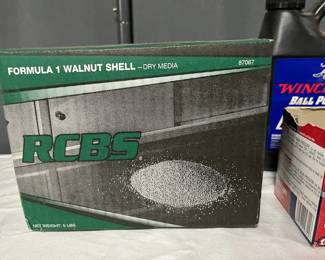 FORMULA 1 WALNUT SHELL – DRY MEDIA
87067
RCBS
NET WEIGHT: 5 LBS
WINC
BALL P